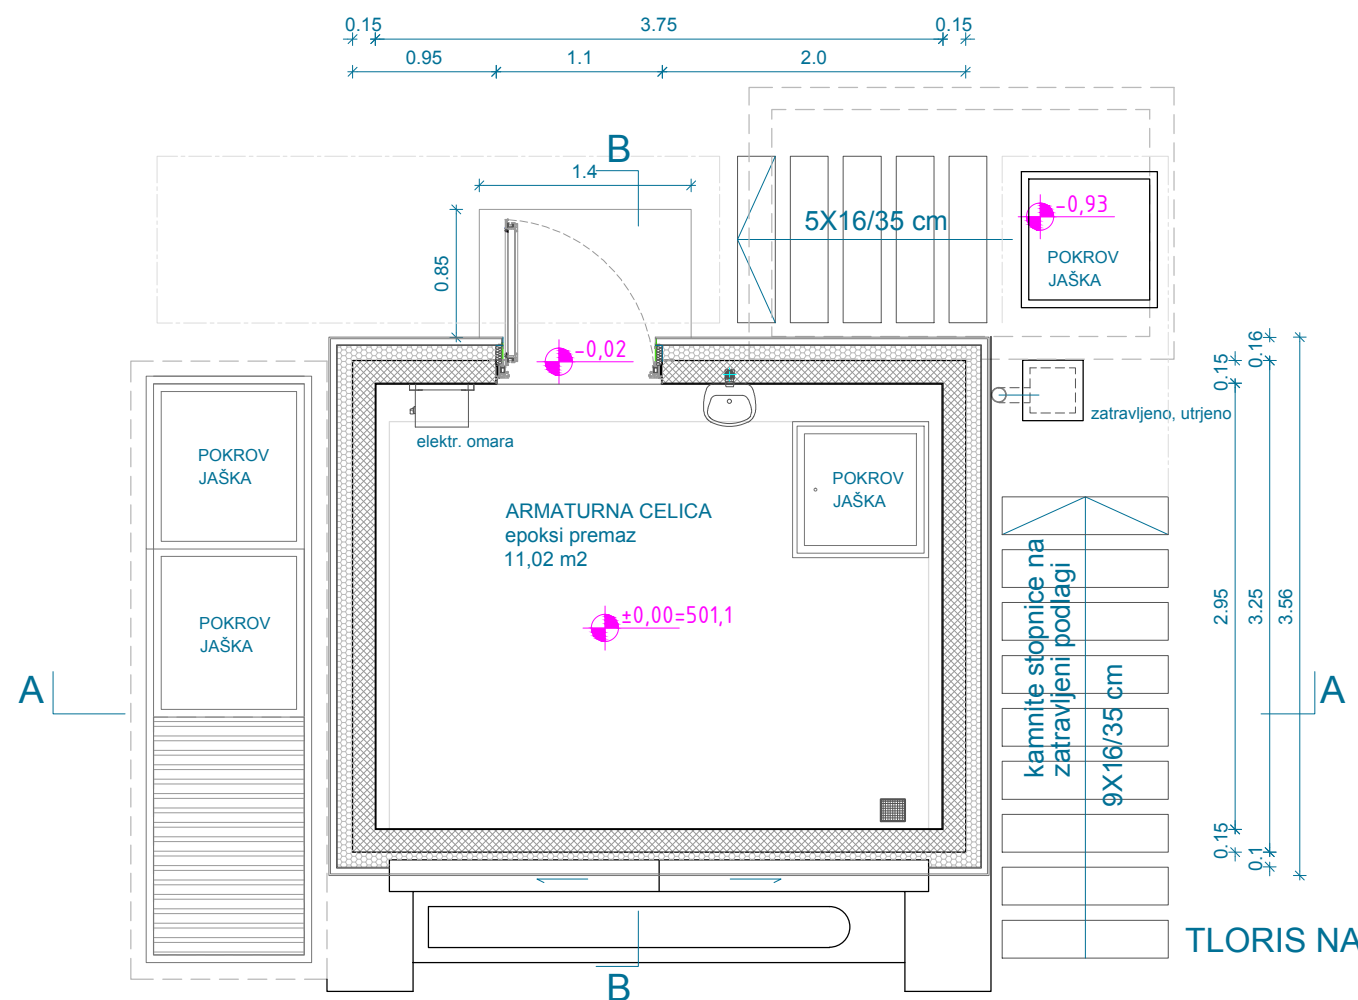 0.15
3.75
0.15
0.95
1.1
2.0
B
1.4
5X16/35 cm
-0,93
POKROV
JAŠKA
0.85
-0,02
0.16
0.15
zatravljeno, utrjeno
elektr. omara
POKROV
JAŠKA
POKROV
JAŠKA
ARMATURNA CELICA
epoksi premaz
11,02 m2
kamnite stopnice na
zatravljeni podlagi
9X16/35 cm
2.95
3.25
3.56
POKROV
JAŠKA
±0,00=501,1
A
A
0.15
0.1
TLORIS NA
B